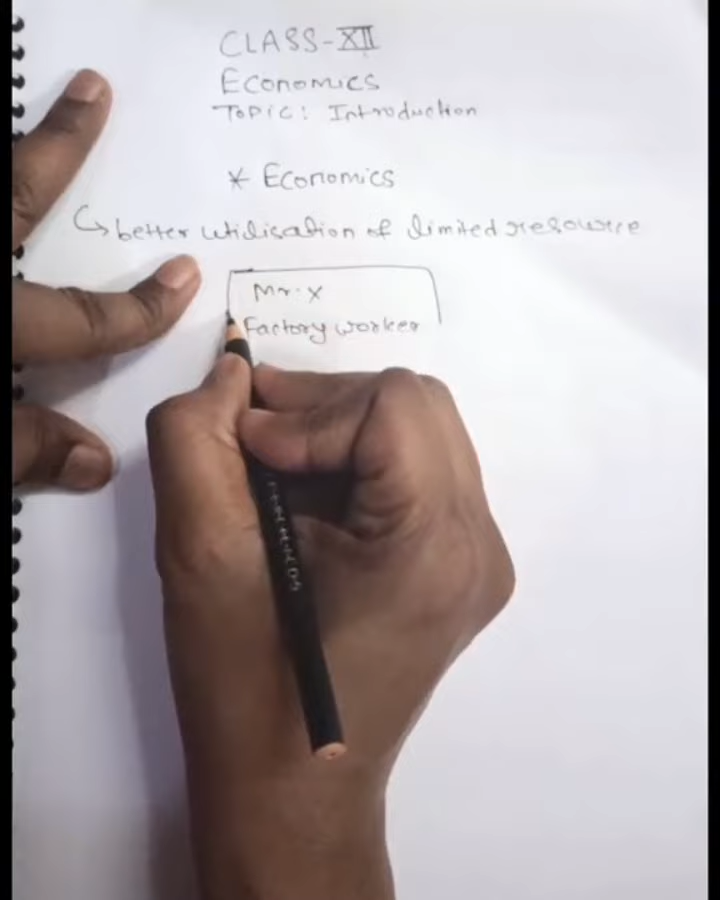 CLASS-XII
Economics
TOPIC: Introduction
* Economics
↳ better utilisation of limited resource
Mr. X
Factory worker